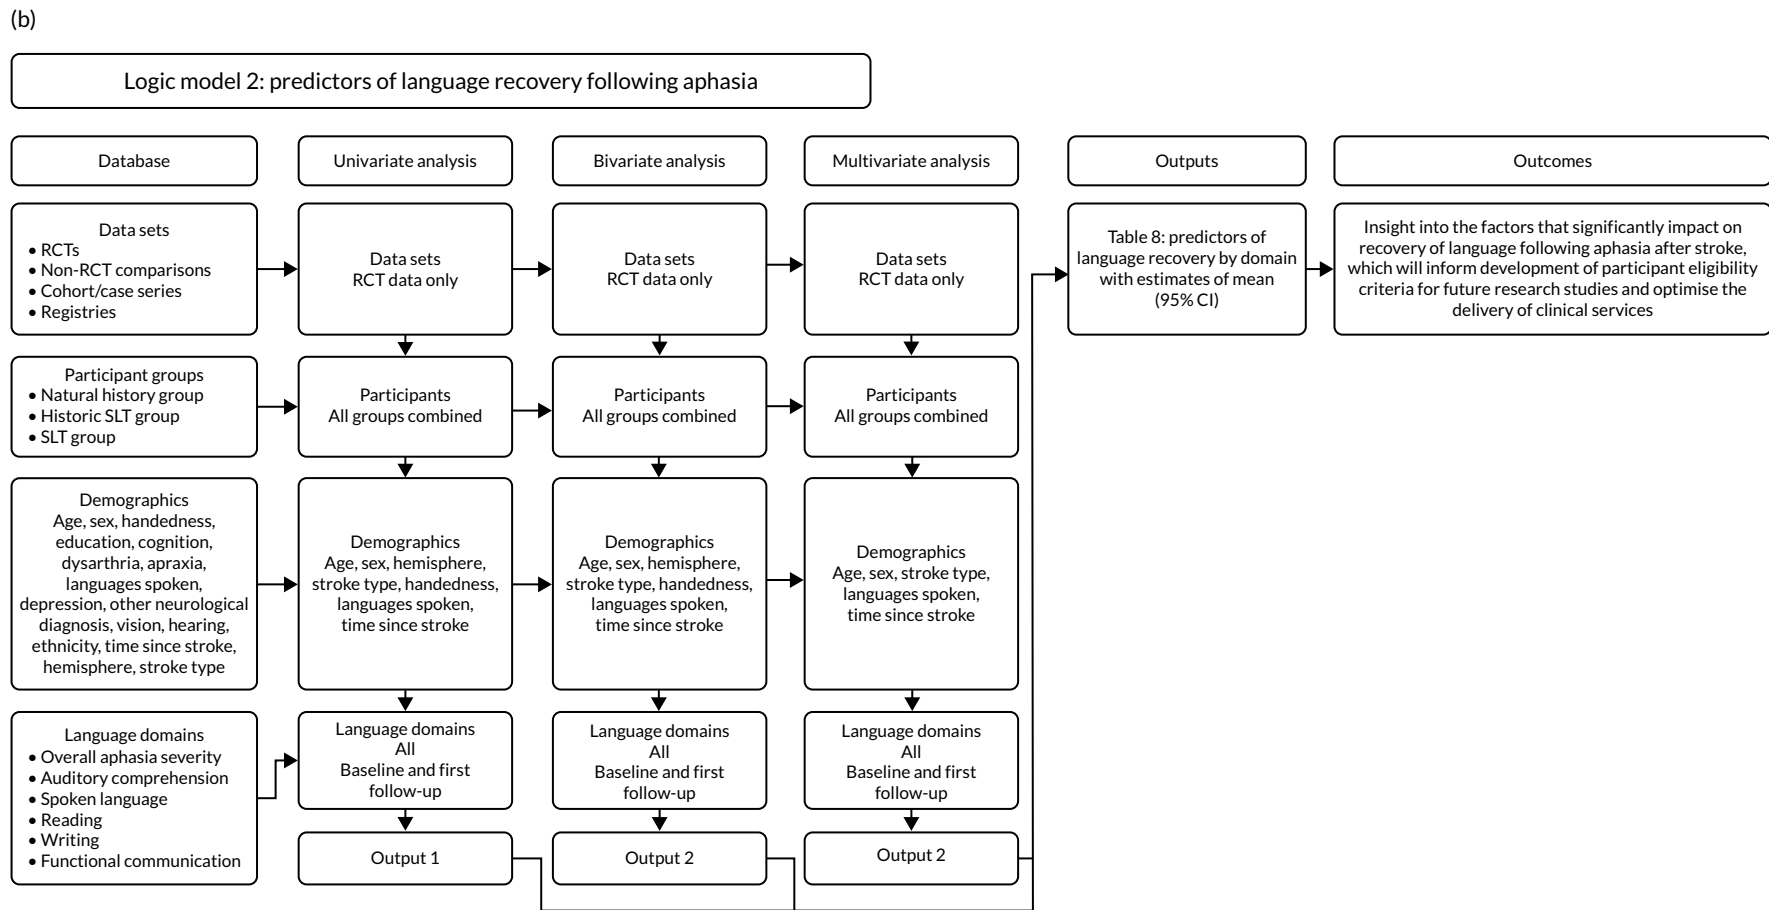 (b)
Logic model 2: predictors of language recovery following aphasia
Database
Univariate analysis
Bivariate analysis
Multivariate analysis
Outputs
Outcomes
Data sets
• RCTs
• Non-RCT comparisons
• Cohort/case series
• Registries
Data sets
RCT data only
Data sets
RCT data only
Data sets
RCT data only
Table 8: predictors of
language recovery by domain
with estimates of mean
(95% CI)
Insight into the factors that significantly impact on
recovery of language following aphasia after stroke,
which will inform development of participant eligibility
criteria for future research studies and optimise the
delivery of clinical services
Participant groups
• Natural history group
• Historic SLT group
• SLT group
Participants
All groups combined
Participants
All groups combined
Participants
All groups combined
Demographics
Age, sex, handedness,
education, cognition,
dysarthria, apraxia,
languages spoken,
depression, other neurological
diagnosis, vision, hearing,
ethnicity, time since stroke,
hemisphere, stroke type
Demographics
Age, sex, hemisphere,
stroke type, handedness,
languages spoken,
time since stroke
Demographics
Age, sex, hemisphere,
stroke type, handedness,
languages spoken,
time since stroke
Demographics
Age, sex, stroke type,
languages spoken,
time since stroke
Language domains
• Overall aphasia severity
• Auditory comprehension
• Spoken language
• Reading
• Writing
• Functional communication
Language domains
All
Baseline and first
follow-up
Language domains
All
Baseline and first
follow-up
Language domains
All
Baseline and first
follow-up
Output 1
Output 2
Output 2